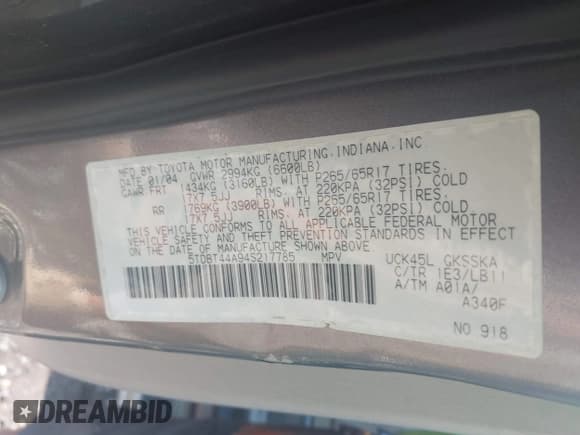 MFD BY TOYOTA MOTOR MANUFACTURING,INDIANA,INC
DATE 01/04 GVWR 2994KG (6600LB)
GAWR FRT 1434KG (3160LB) WITH P265/65R17 TIRES,
17X7.5JJ RIMS, AT 220KPA (32PSI) COLD
RR 1769KG (3900LB) WITH P265/65R17 TIRES,
17X7.5JJ RIMS, AT 220KPA (32PSI) COLD
THIS VEHICLE CONFORMS TO ALL APPLICABLE FEDERAL MOTOR
VEHICLE SAFETY AND THEFT PREVENTION STANDARDS IN EFFECT
ON THE DATE OF MANUFACTURE SHOWN ABOVE.
5TDBT44A94S217785 MPV UCK45L GKSSKA
C/TR 1E3/LB11
A/TM A01A/
A340F
NO 918
DREAMBID